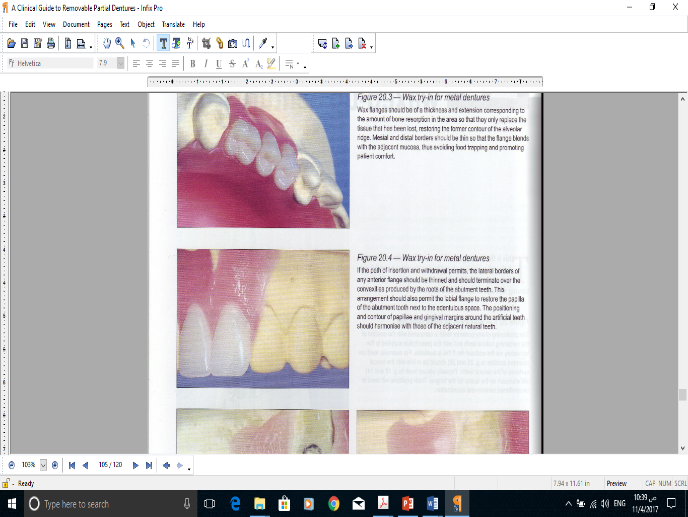 A Clinical Guide to Removable Partial Dentures - Infix Pro
File Edit View Document Pages Text Object Translate Help
Helvetica 7.9
B I U S
Figure 20.3 — Wax try-in for metal dentures
Wax flanges should be of a thickness and extension corresponding to
the amount of bone resorption in the area so that they only replace the
tissue that has been lost, restoring the former contour of the alveolar
ridge. Mesial and distal borders should be thin so that the flange blends
with the adjacent mucosa, thus avoiding food trapping and promoting
patient comfort.
Figure 20.4 — Wax try-in for metal dentures
If the path of insertion and withdrawal permits, the lateral borders of
any anterior flange should be thinned and should terminate over the
convexities produced by the roots of the abutment teeth. This
arrangement should also permit the labial flange to restore the papilla
of the abutment tooth next to the edentulous space. The positioning
and contour of papillae and gingival margins around the artificial teeth
should harmonise with those of the adjacent natural teeth.
103% 105 / 120
- Ready 7.94 x 11.61 in Preview CAP NUM SCRL
Type here to search ENG 10:39 ص
11/4/2017